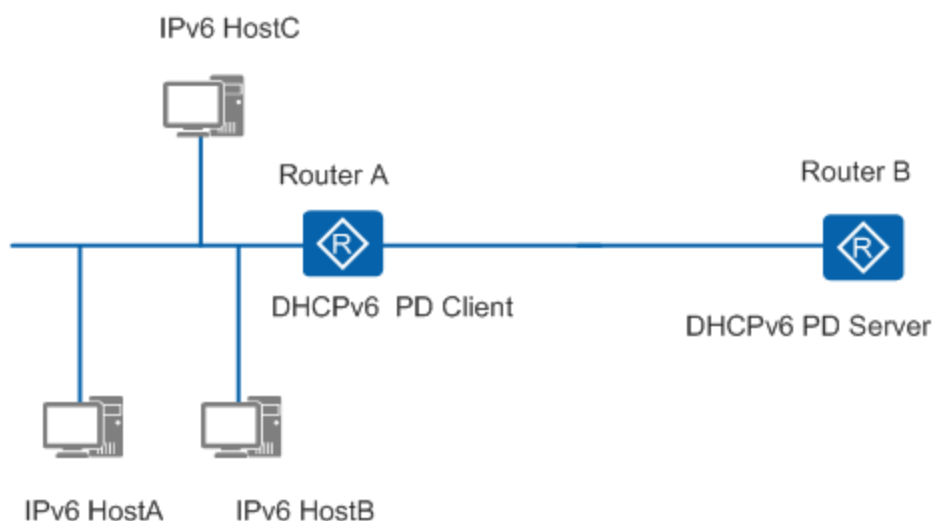 IPv6 HostC
Router A
Router B
R
R
DHCPv6 PD Client
DHCPv6 PD Server
IPv6 HostA
IPv6 HostB